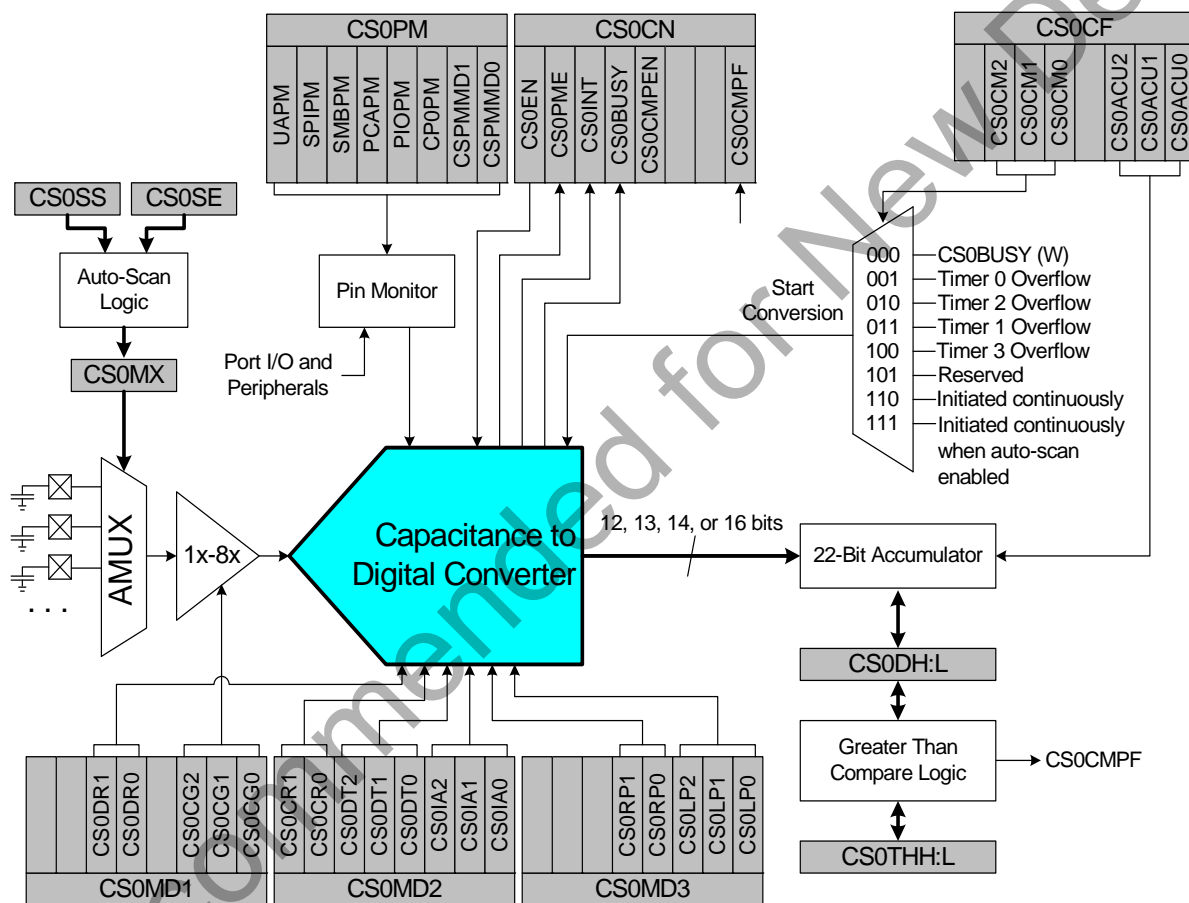 CS0PM
UAPM
SPIPM
SMBPM
PCAPM
PIOPM
CP0PM
CSPMMD1
CSPMMD0
CS0CN
CS0EN
CS0PME
CS0INT
CS0BUSY
CS0CMPEN
CS0CMPF
CS0CF
CS0CM2
CS0CM1
CS0CM0
CS0ACU2
CS0ACU1
CS0ACU0
CS0SS
CS0SE
Auto-Scan
Logic
CS0MX
Pin Monitor
Port I/O and
Peripherals
Start
Conversion
000 CS0BUSY (W)
001 Timer 0 Overflow
010 Timer 2 Overflow
011 Timer 1 Overflow
100 Timer 3 Overflow
101 Reserved
110 Initiated continuously
111 Initiated continuously
when auto-scan
enabled
AMUX
. . .
1x-8x
Capacitance to
Digital Converter
12, 13, 14, or 16 bits
22-Bit Accumulator
CS0DH:L
Greater Than
Compare Logic
CS0CMPF
CS0THH:L
CS0DR1
CS0DR0
CS0CG2
CS0CG1
CS0CG0
CS0MD1
CS0CR1
CS0CR0
CS0DT2
CS0DT1
CS0DT0
CS0IA2
CS0IA1
CS0IA0
CS0MD2
CS0RP1
CS0RP0
CS0LP2
CS0LP1
CS0LP0
CS0MD3
commended for New De